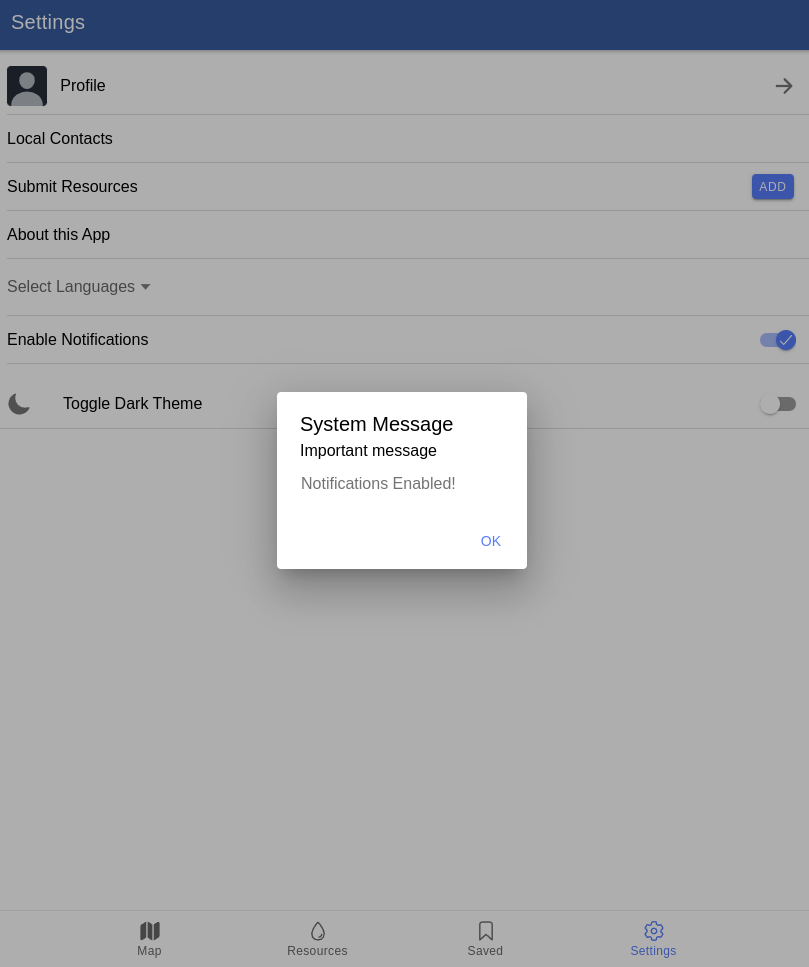 Settings
Profile
Local Contacts
Submit Resources
ADD
About this App
Select Languages
Enable Notifications
Toggle Dark Theme
System Message
Important message
Notifications Enabled!
OK
Map
Resources
Saved
Settings